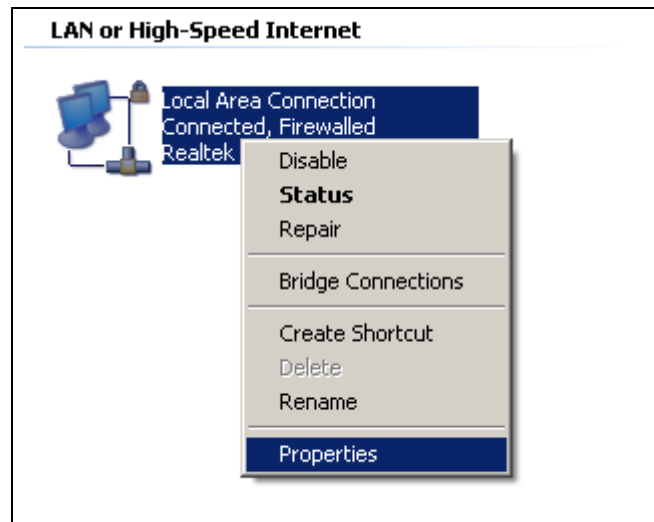 LAN or High-Speed Internet
Local Area Connection
Connected, Firewalled
Realtek
Disable
Status
Repair
Bridge Connections
Create Shortcut
Delete
Rename
Properties